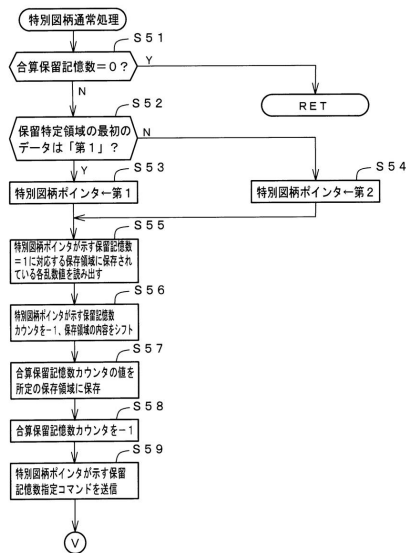 特別図柄通常処理
S51
合算保留記憶数=0?
Y
N
RET
S52
保留特定領域の最初の
データは「第1」?
N
Y
S53
S54
特別図柄ポインタ←第1
特別図柄ポインタ←第2
S55
特別図柄ポインタが示す保留記憶数
=1に対応する保存領域に保存され
ている各乱数値を読み出す
S56
特別図柄ポインタが示す保留記憶数
カウンタを-1、保存領域の内容をシフト
S57
合算保留記憶数カウンタの値を
所定の保存領域に保存
S58
合算保留記憶数カウンタを-1
S59
特別図柄ポインタが示す保留
記憶数指定コマンドを送信
V